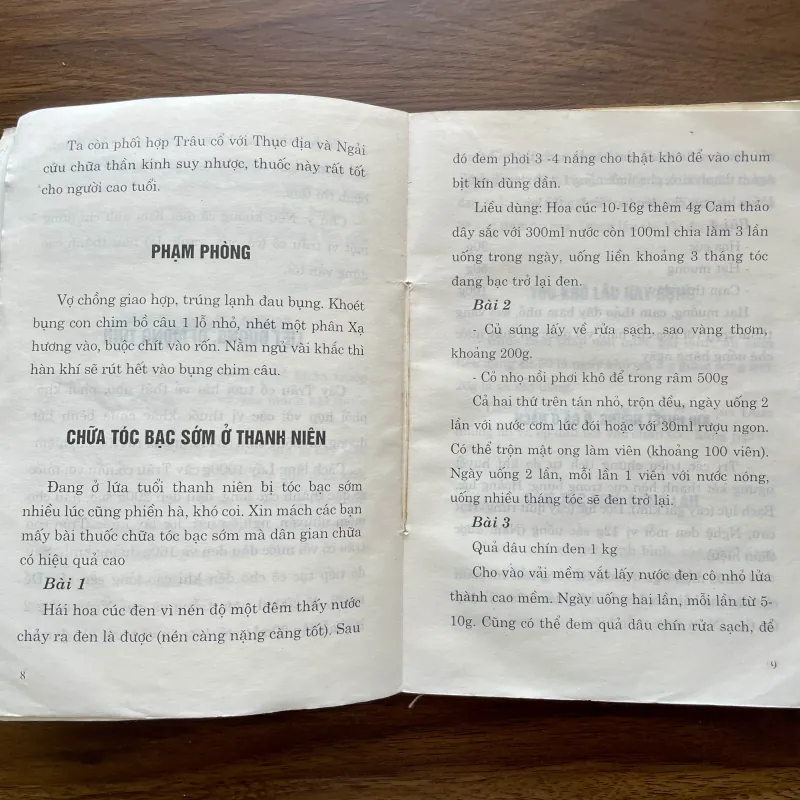 Ta còn phối hợp Trâu cổ với Thục địa và Ngải
cứu chữa thần kinh suy nhược, thuốc này rất tốt
cho người cao tuổi.
PHẠM PHÒNG
Vợ chồng giao hợp, trúng lạnh đau bụng. Khoét
bụng con chim bồ câu 1 lỗ nhỏ, nhét một phân Xạ
hương vào, buộc chít vào rốn. Nằm ngủ vài khắc thì
hàn khí sẽ rút hết vào bụng chim câu.
CHỮA TÓC BẠC SỚM Ở THANH NIÊN
Đang ở lứa tuổi thanh niên bị tóc bạc sớm
nhiều lúc cũng phiền hà, khó coi. Xin mách các bạn
mấy bài thuốc chữa tóc bạc sớm mà dân gian chữa
có hiệu quả cao
Bài 1
Hái hoa cúc đen vì nén độ một đêm thấy nước
chảy ra đen là được (nén càng nặng càng tốt). Sau
8
đó đem phơi 3 -4 nắng cho thật khô để vào chum
bịt kín dùng dần.
Liều dùng: Hoa cúc 10-16g thêm 4g Cam thảo
dây sắc với 300ml nước còn 100ml chia làm 3 lần
uống trong ngày, uống liền khoảng 3 tháng tóc
đang bạc trở lại đen.
Bài 2
- Củ súng lấy về rửa sạch, sao vàng thơm,
khoảng 200g.
- Cỏ nhọ nồi phơi khô để trong râm 500g
Cả hai thứ trên tán nhỏ, trộn đều, ngày uống 2
lần với nước cơm lúc đói hoặc với 30ml rượu ngon.
Có thể trộn mật ong làm viên (khoảng 100 viên).
Ngày uống 2 lần, mỗi lần 1 viên với nước nóng,
uống nhiều tháng tóc sẽ đen trở lại.
Bài 3
Quả dâu chín đen 1 kg
Cho vào vải mềm vắt lấy nước đen cô nhỏ lửa
thành cao mềm. Ngày uống hai lần, mỗi lần từ 5-
10g. Cũng có thể đem quả dâu chín rửa sạch, để
9